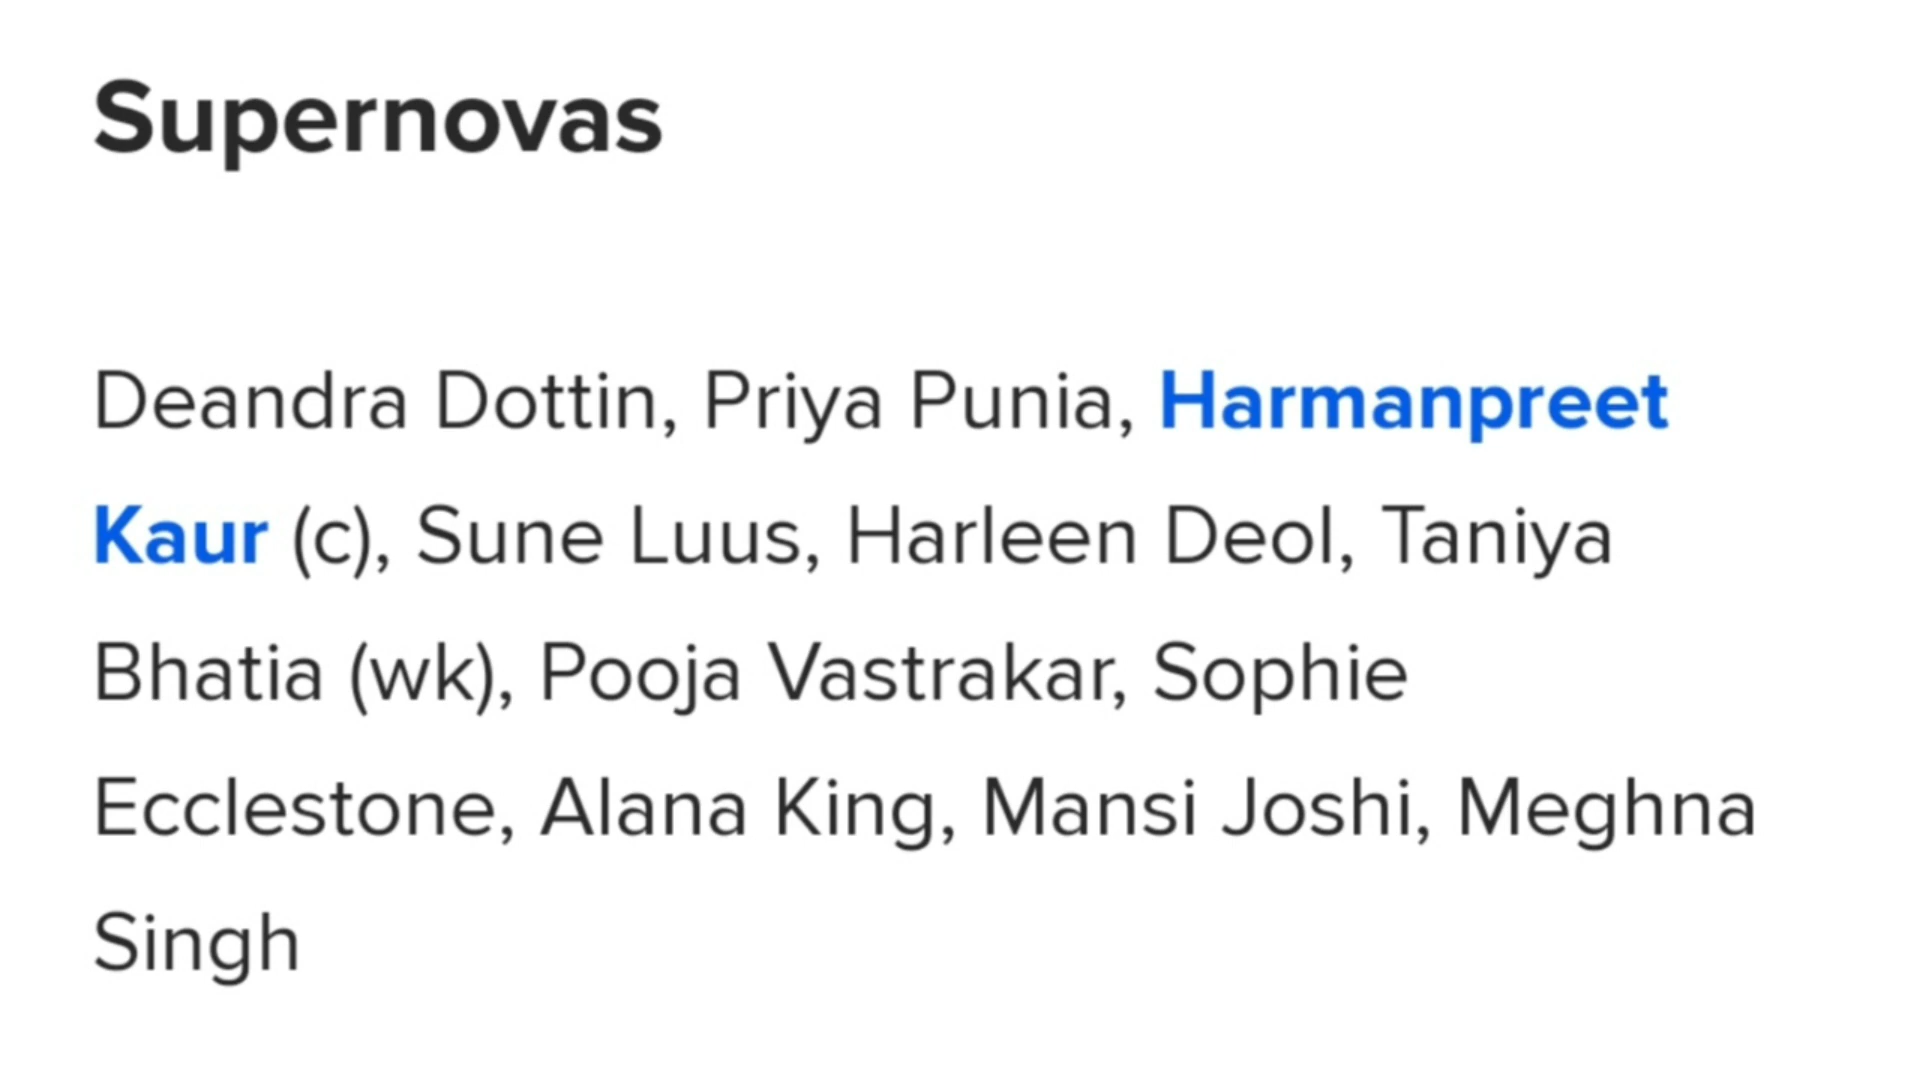 Supernovas
Deandra Dottin, Priya Punia, Harmanpreet
Kaur (c), Sune Luus, Harleen Deol, Taniya
Bhatia (wk), Pooja Vastrakar, Sophie
Ecclestone, Alana King, Mansi Joshi, Meghna
Singh